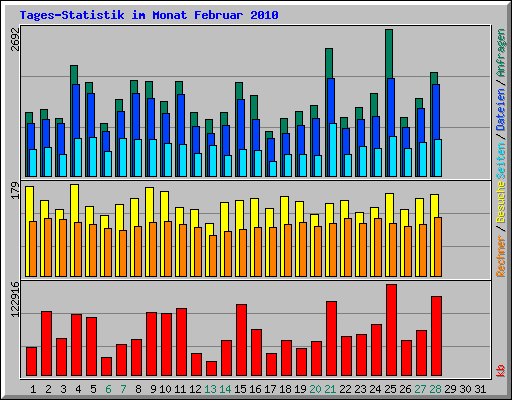 Tages-Statistik im Monat Februar 2010
2692
179
122916
Rechner / Besuche Seiten / Dateien / Anfragen
kb
1 2 3 4 5 6 7 8 9 10 11 12 13 14 15 16 17 18 19 20 21 22 23 24 25 26 27 28 29 30 31